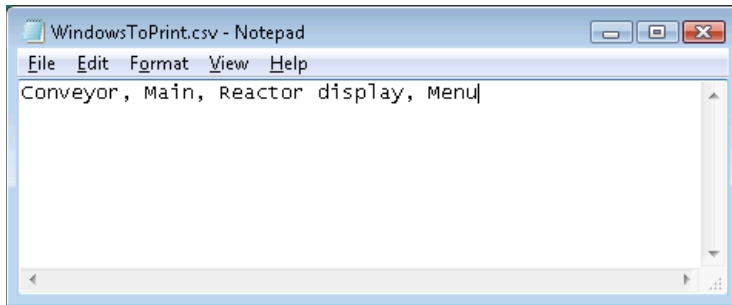 WindowsToPrint.csv - Notepad
File Edit Format View Help
Conveyor, Main, Reactor display, Menu